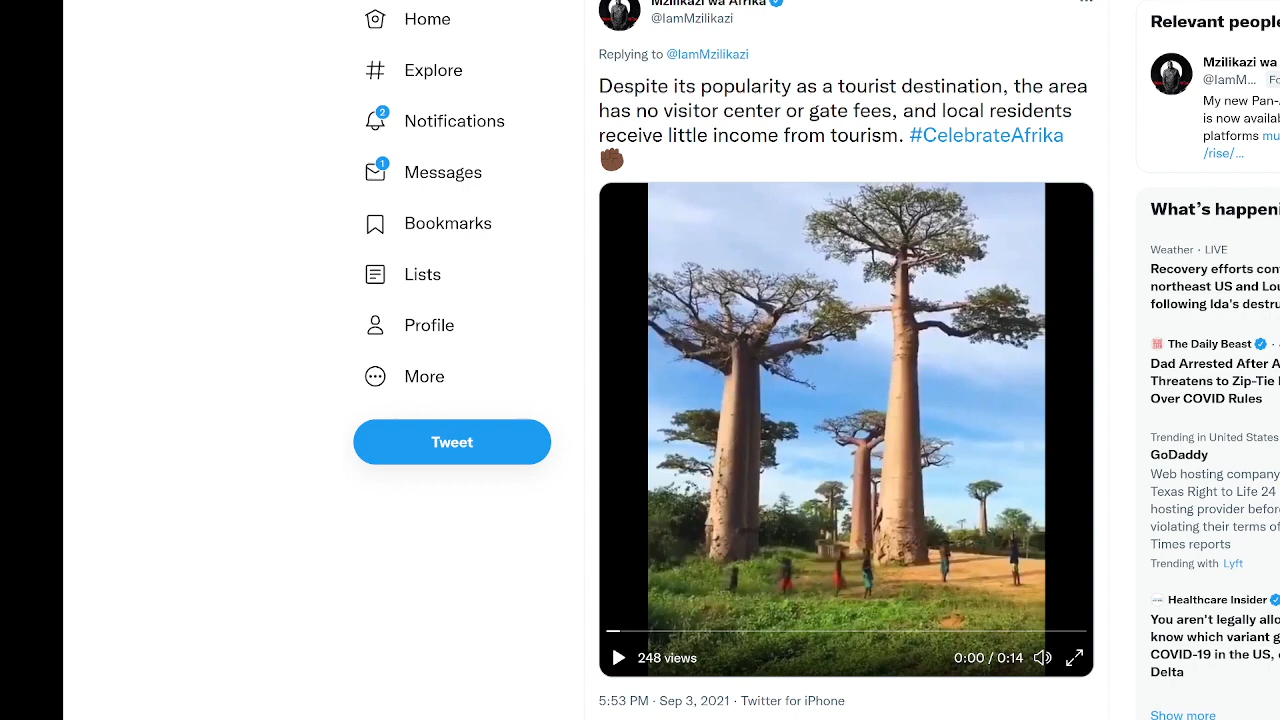 Home
Explore
2
Notifications
1
Messages
Bookmarks
Lists
Profile
More
Tweet
Mzilikazi wa Afrika
@IamMzilikazi
Replying to @IamMzilikazi
Despite its popularity as a tourist destination, the area
has no visitor center or gate fees, and local residents
receive little income from tourism. #CelebrateAfrika
248 views
0:00 / 0:14
5:53 PM · Sep 3, 2021 · Twitter for iPhone
Relevant people
Mzilikazi wa
@IamM...
Fo
My new Pan-
is now availab
platforms mu
/rise/...
What's happeni
Weather · LIVE
Recovery efforts con
northeast US and Lou
following Ida's destru
The Daily Beast ·
Dad Arrested After A
Threatens to Zip-Tie
Over COVID Rules
Trending in United States
GoDaddy
Web hosting company
Texas Right to Life 24
hosting provider before
violating their terms of
Times reports
Trending with Lyft
Healthcare Insider
You aren't legally allo
know which variant g
COVID-19 in the US,
Delta
Show more